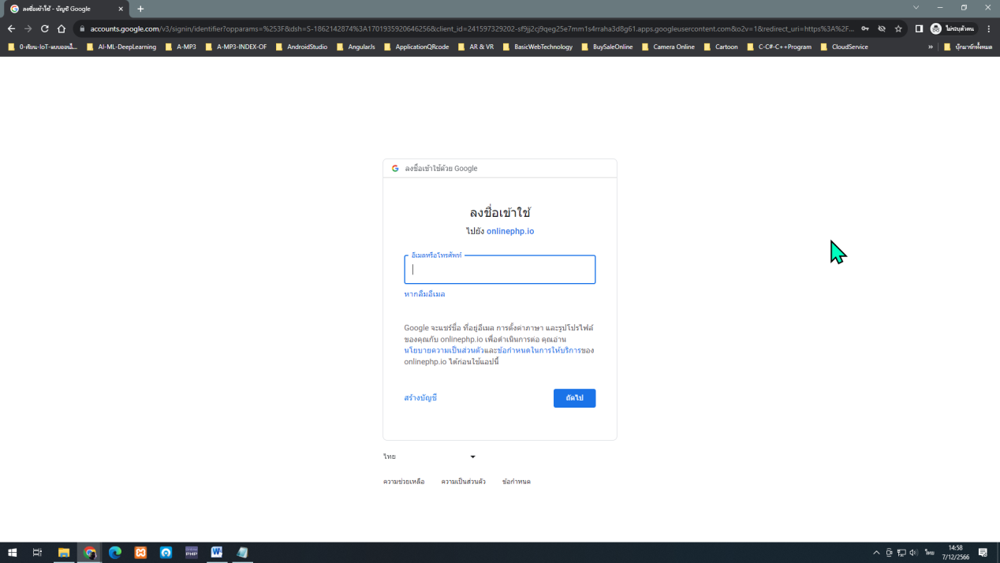 ลงชื่อเข้าใช้ - บัญชี Google
accounts.google.com/v3/signin/identifier?opparams=%253F&dsh=S-1862142874%3A1701935920646256&client_id=241597329202-sf9jj2cj9qeg25e7mm1s4rraha3d8g61.apps.googleusercontent.com&o2v=1&redirect_uri=https%3A%2F...
ไม่ระบุตัวตน
AI-ML-DeepLearning A-MP3 A-MP3-INDEX-OF AndroidStudio AngularJs ApplicationQRcode AR & VR BasicWebTechnology BuySaleOnline Camera Online Cartoon C-C#-C++Program CloudService » บุ๊กมาร์กทั้งหมด
ลงชื่อเข้าใช้ด้วย Google
ลงชื่อเข้าใช้
ไปยัง onlinephp.io
อีเมลหรือโทรศัพท์
หากลืมอีเมล
Google จะแชร์ชื่อ ที่อยู่อีเมล การตั้งค่าภาษา และรูปโปรไฟล์
ของคุณกับ onlinephp.io เพื่อดำเนินการต่อ คุณอ่าน
นโยบายความเป็นส่วนตัวและข้อกำหนดในการให้บริการของ
onlinephp.io ได้ก่อนใช้แอปนี้
สร้างบัญชี ถัดไป
ไทย
ความช่วยเหลือ ความเป็นส่วนตัว ข้อกำหนด
PHP
ไทย
14:58
7/12/2566